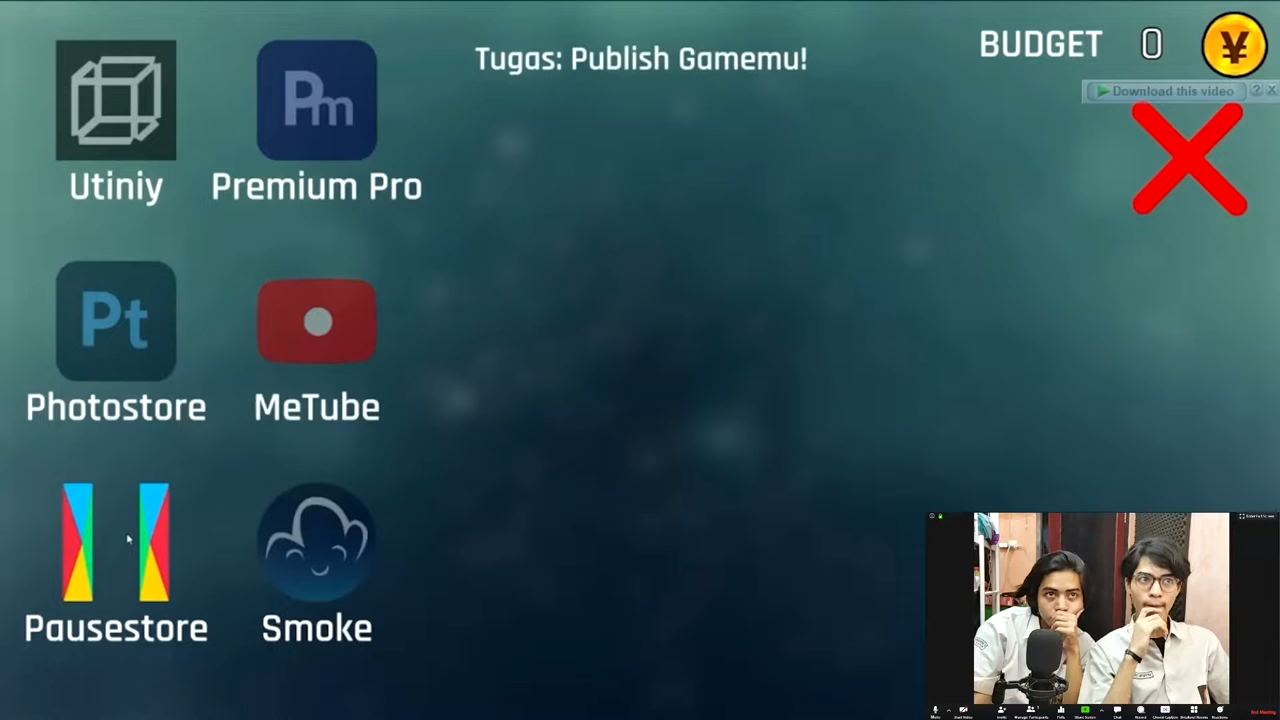 Tugas: Publish Gamemu!
BUDGET 0 ¥
Download this video ? X
Pm
Utiniy
Premium Pro
Pt
Photostore
MeTube
Pausestore
Smoke